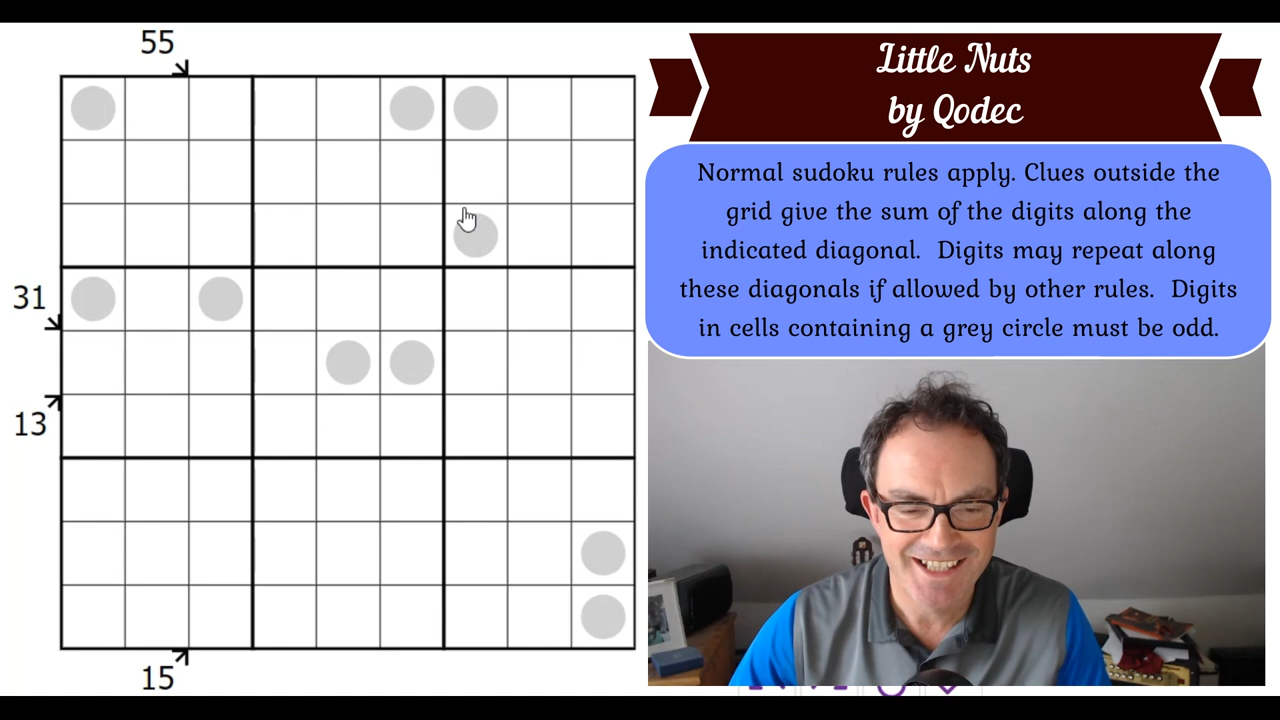 55
31
13
15
Little Nuts
by Qodec
Normal sudoku rules apply. Clues outside the
grid give the sum of the digits along the
indicated diagonal.  Digits may repeat along
these diagonals if allowed by other rules.  Digits
in cells containing a grey circle must be odd.